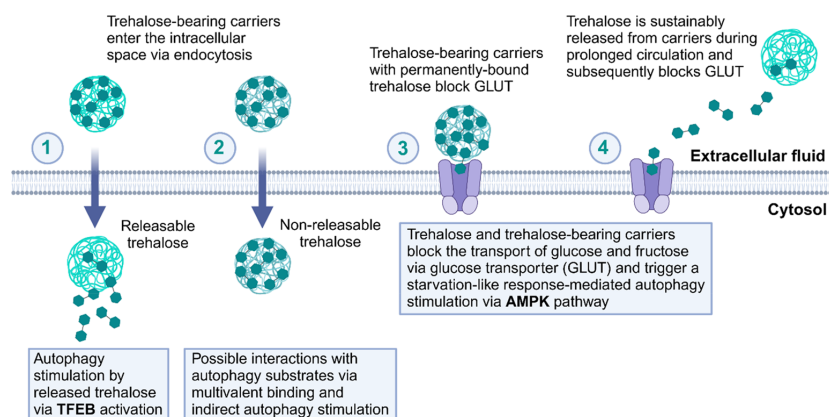 Trehalose-bearing carriers
enter the intracellular
space via endocytosis
Trehalose-bearing carriers
with permanently-bound
trehalose block GLUT
Trehalose is sustainably
released from carriers during
prolonged circulation and
subsequently blocks GLUT
1
2
3
4
Extracellular fluid
Cytosol
Releasable
trehalose
Non-releasable
trehalose
Autophagy
stimulation by
released trehalose
via TFEB activation
Possible interactions with
autophagy substrates via
multivalent binding and
indirect autophagy stimulation
Trehalose and trehalose-bearing carriers
block the transport of glucose and fructose
via glucose transporter (GLUT) and trigger a
starvation-like response-mediated autophagy
stimulation via AMPK pathway